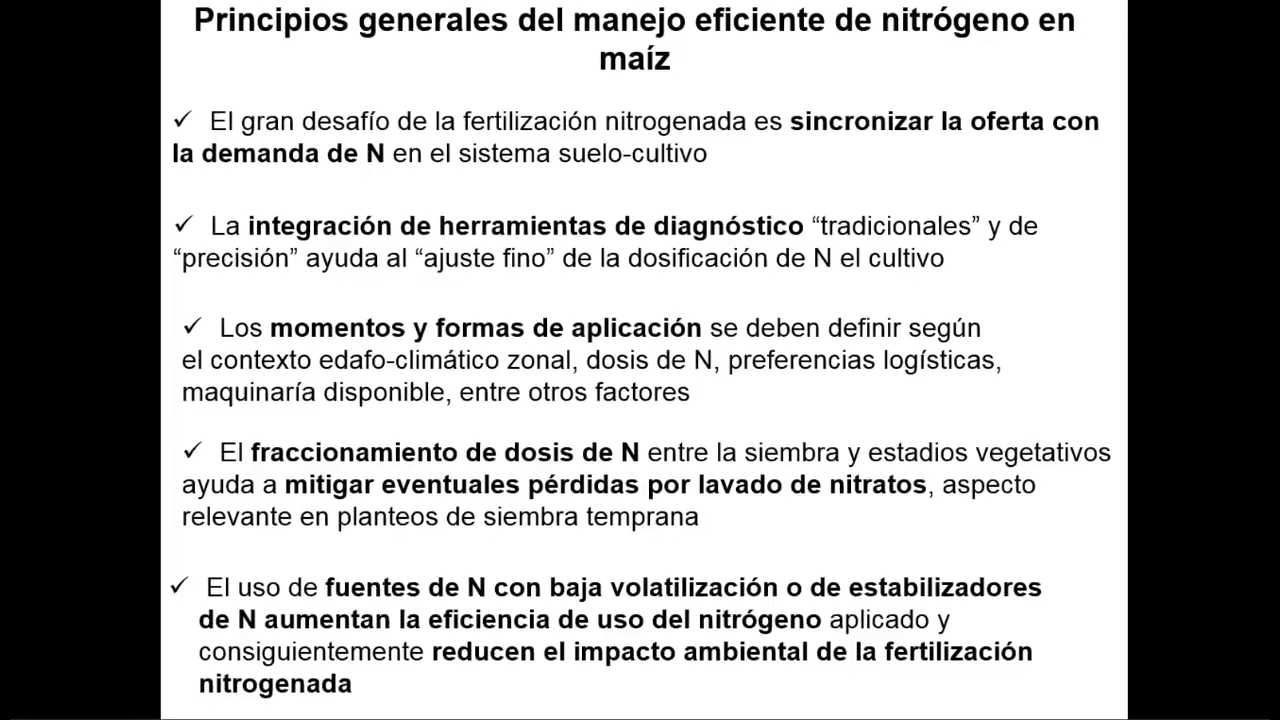 Principios generales del manejo eficiente de nitrógeno en
maíz
✓ El gran desafío de la fertilización nitrogenada es sincronizar la oferta con
la demanda de N en el sistema suelo-cultivo
✓ La integración de herramientas de diagnóstico “tradicionales” y de
“precisión” ayuda al “ajuste fino” de la dosificación de N el cultivo
✓ Los momentos y formas de aplicación se deben definir según
el contexto edafo-climático zonal, dosis de N, preferencias logísticas,
maquinaría disponible, entre otros factores
✓ El fraccionamiento de dosis de N entre la siembra y estadios vegetativos
ayuda a mitigar eventuales pérdidas por lavado de nitratos, aspecto
relevante en planteos de siembra temprana
✓ El uso de fuentes de N con baja volatilización o de estabilizadores
de N aumentan la eficiencia de uso del nitrógeno aplicado y
consiguientemente reducen el impacto ambiental de la fertilización
nitrogenada